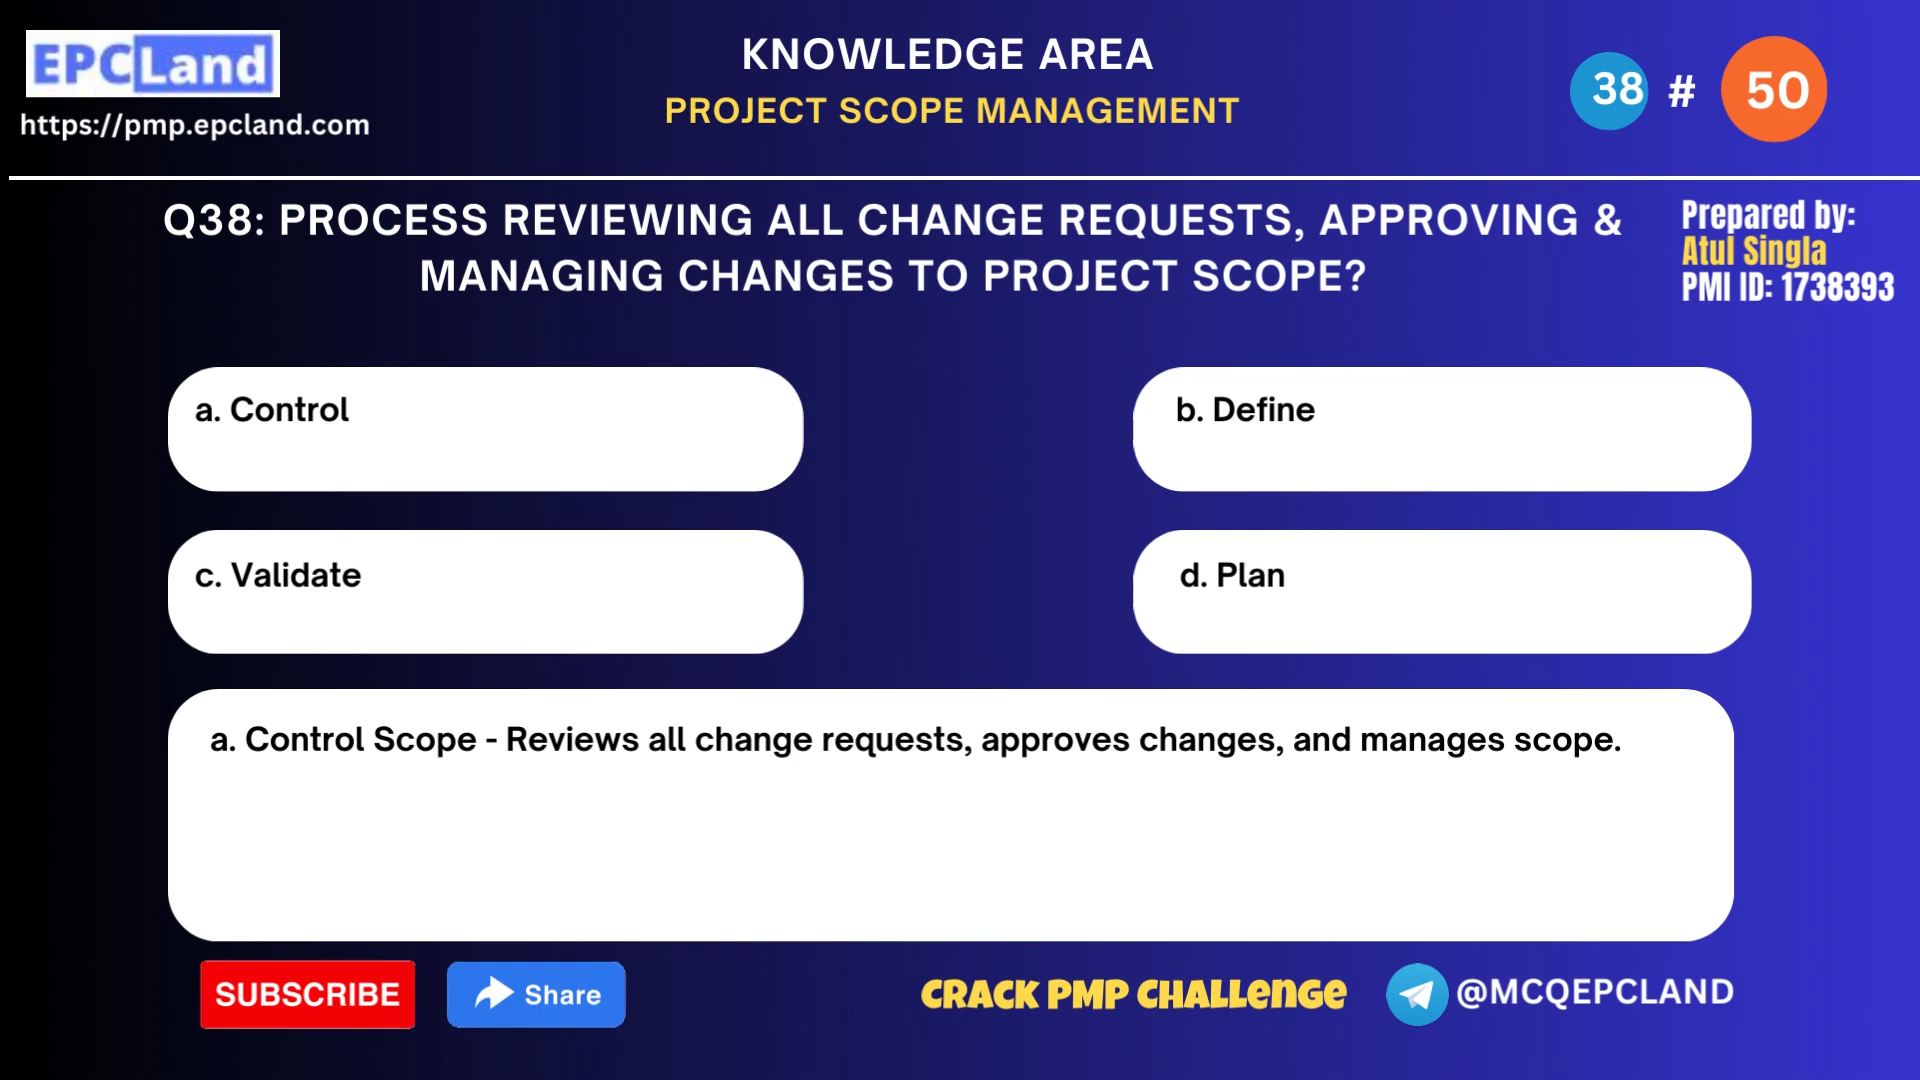 EPCLand
https://pmp.epcland.com
KNOWLEDGE AREA
PROJECT SCOPE MANAGEMENT
38 # 50
Q38: PROCESS REVIEWING ALL CHANGE REQUESTS, APPROVING &
MANAGING CHANGES TO PROJECT SCOPE?
Prepared by:
Atul Singla
PMI ID: 1738393
a. Control
b. Define
c. Validate
d. Plan
a. Control Scope - Reviews all change requests, approves changes, and manages scope.
SUBSCRIBE
Share
CRACK PMP CHALLENGE
@MCQEPCLAND